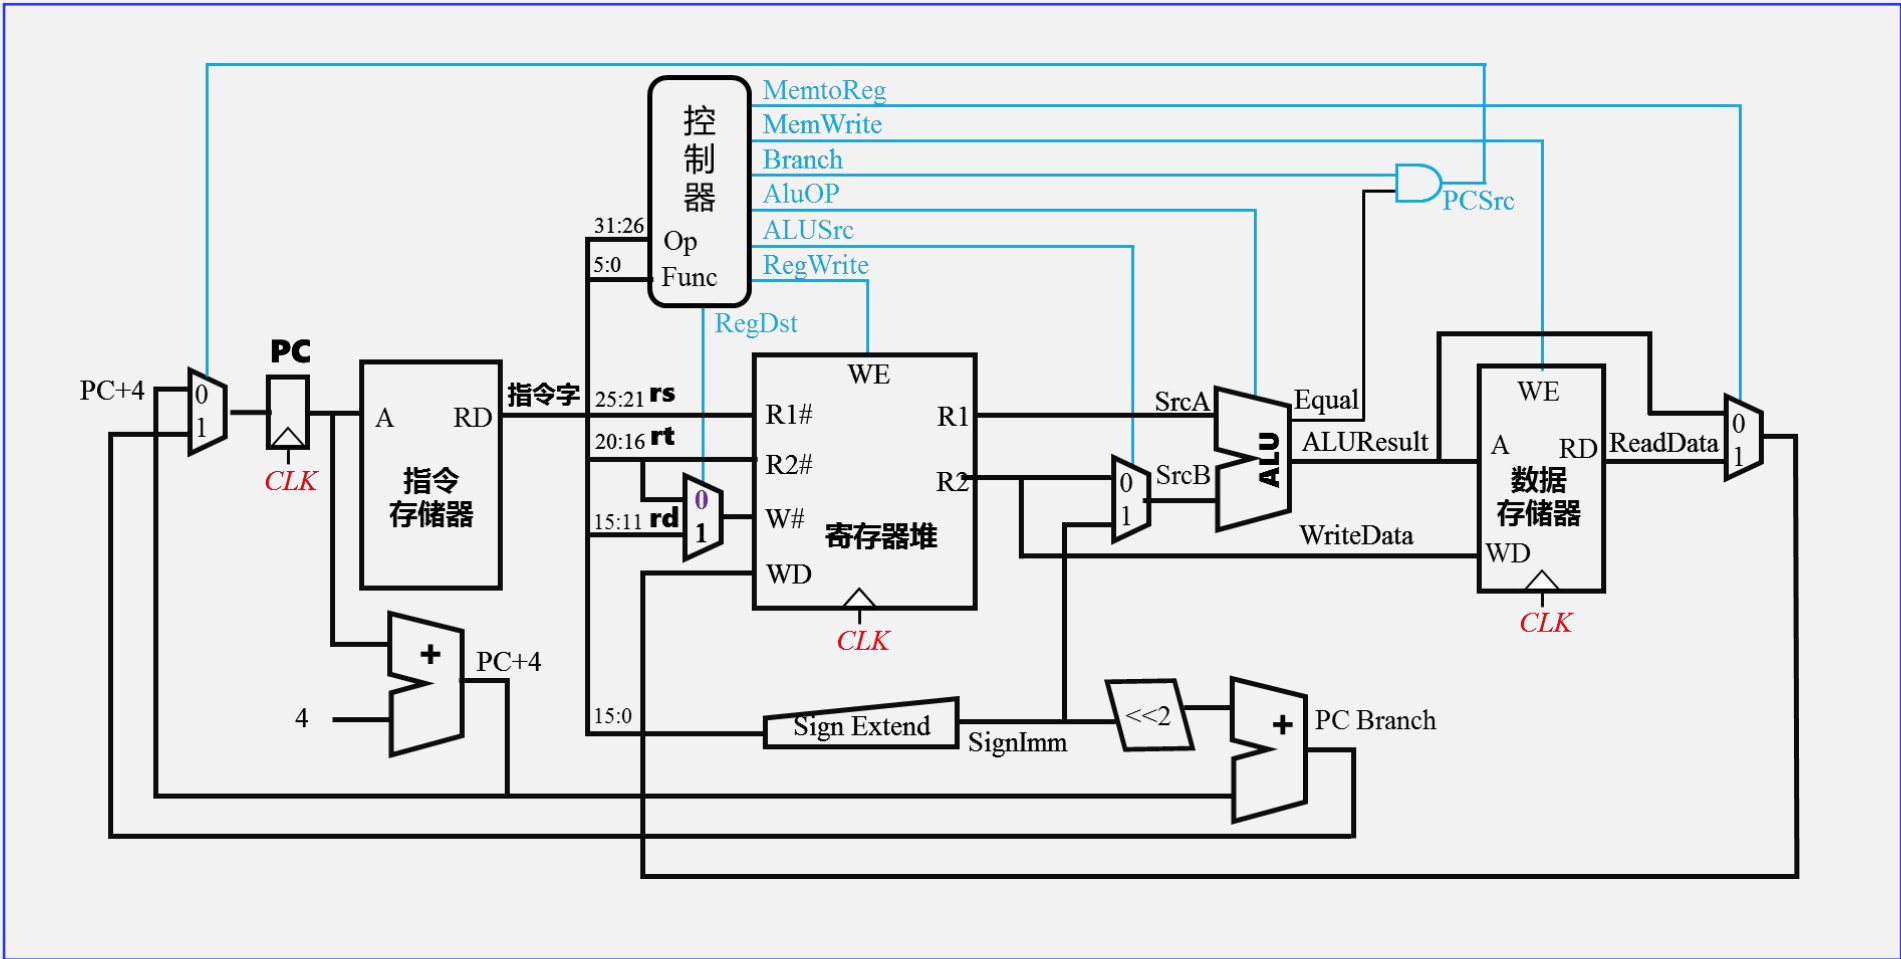 MemtoReg
MemWrite
Branch
AluOP
ALUSrc
RegWrite
控
制
器
31:26
Op
5:0
Func
RegDst
PCSrc
PC
PC+4
0
1
CLK
A
RD
指令
存储器
指令字
25:21 rs
20:16 rt
15:11 rd
0
1
WE
R1#
R2#
W#
WD
R1
R2
寄存器堆
CLK
SrcA
SrcB
0
1
ALU
Equal
ALUResult
WriteData
WE
A
RD
数据
存储器
WD
CLK
ReadData
0
1
+
PC+4
4
15:0
Sign Extend
SignImm
<<2
+
PC Branch